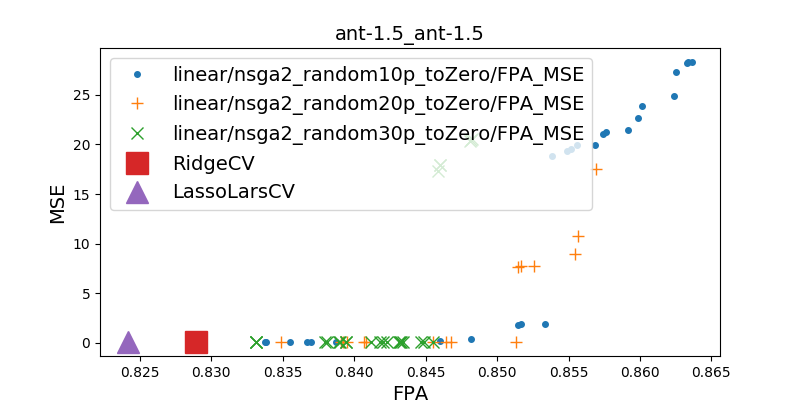 ant-1.5_ant-1.5
linear/nsga2_random10p_toZero/FPA_MSE
linear/nsga2_random20p_toZero/FPA_MSE
linear/nsga2_random30p_toZero/FPA_MSE
RidgeCV
LassoLarsCV
MSE
25
20
15
10
5
0
0.825 0.830 0.835 0.840 0.845 0.850 0.855 0.860 0.865
FPA